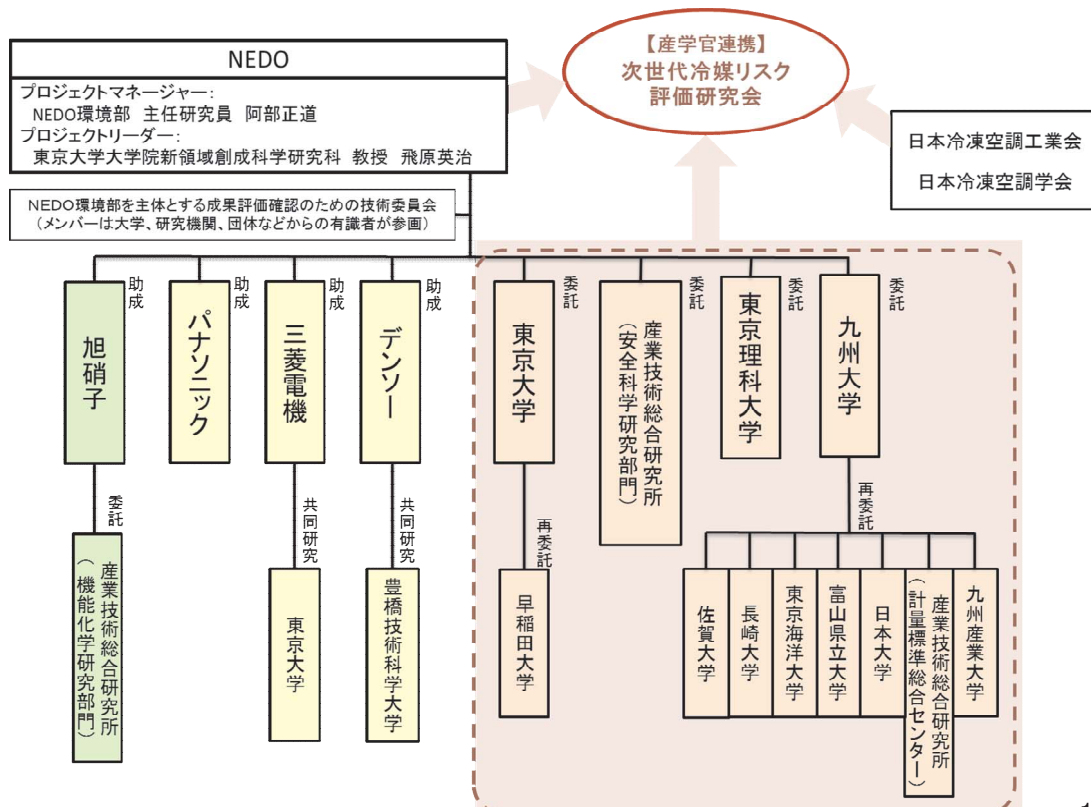 NEDO
プロジェクトマネージャー:
NEDO環境部 主任研究員 阿部正道
プロジェクトリーダー:
東京大学大学院新領域創成科学研究科 教授 飛原英治
【産学官連携】
次世代冷媒リスク
評価研究会
日本冷凍空調工業会
日本冷凍空調学会
NEDO環境部を主体とする成果評価確認のための技術委員会
(メンバーは大学、研究機関、団体などからの有識者が参画)
助成
旭硝子
助成
パナソニック
助成
三菱電機
助成
デンソー
委託
東京大学
委託
産業技術総合研究所
(安全科学研究部門)
委託
東京理科大学
委託
九州大学
委託
産業技術総合研究所
(機能化学研究部門)
共同研究
東京大学
共同研究
豊橋技術科学大学
再委託
早稲田大学
再委託
佐賀大学
長崎大学
東京海洋大学
富山県立大学
日本大学
産業技術総合研究所
(計量標準総合センター)
九州産業大学